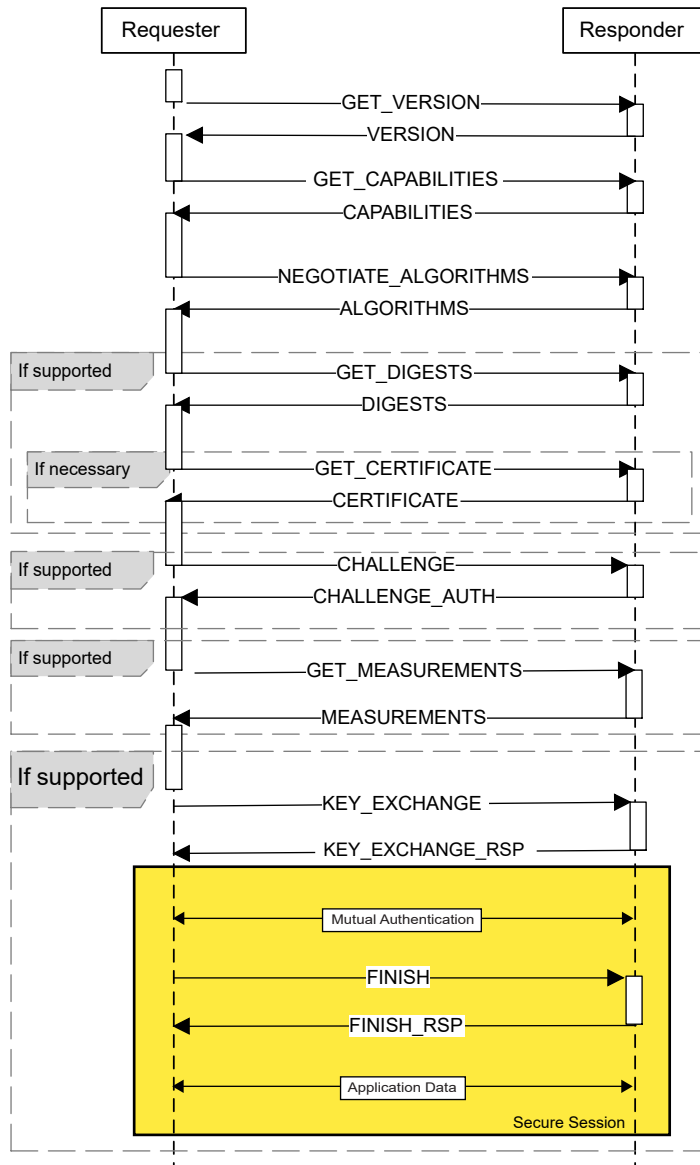 Requester
Responder
GET_VERSION
VERSION
GET_CAPABILITIES
CAPABILITIES
NEGOTIATE_ALGORITHMS
ALGORITHMS
If supported
GET_DIGESTS
DIGESTS
If necessary
GET_CERTIFICATE
CERTIFICATE
If supported
CHALLENGE
CHALLENGE_AUTH
If supported
GET_MEASUREMENTS
MEASUREMENTS
If supported
KEY_EXCHANGE
KEY_EXCHANGE_RSP
Mutual Authentication
FINISH
FINISH_RSP
Application Data
Secure Session